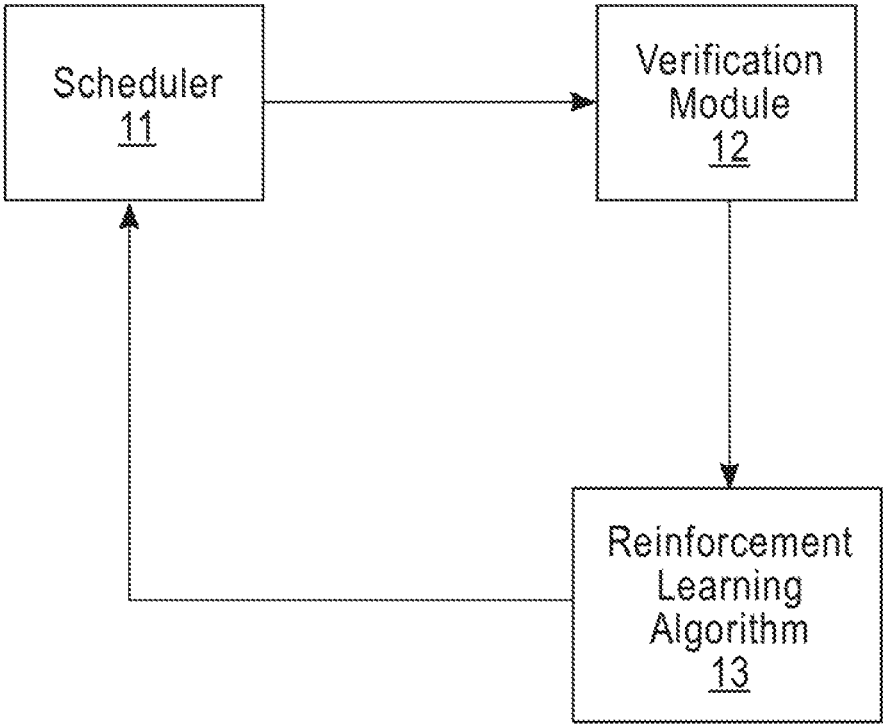 Scheduler
11
Verification
Module
12
Reinforcement
Learning
Algorithm
13